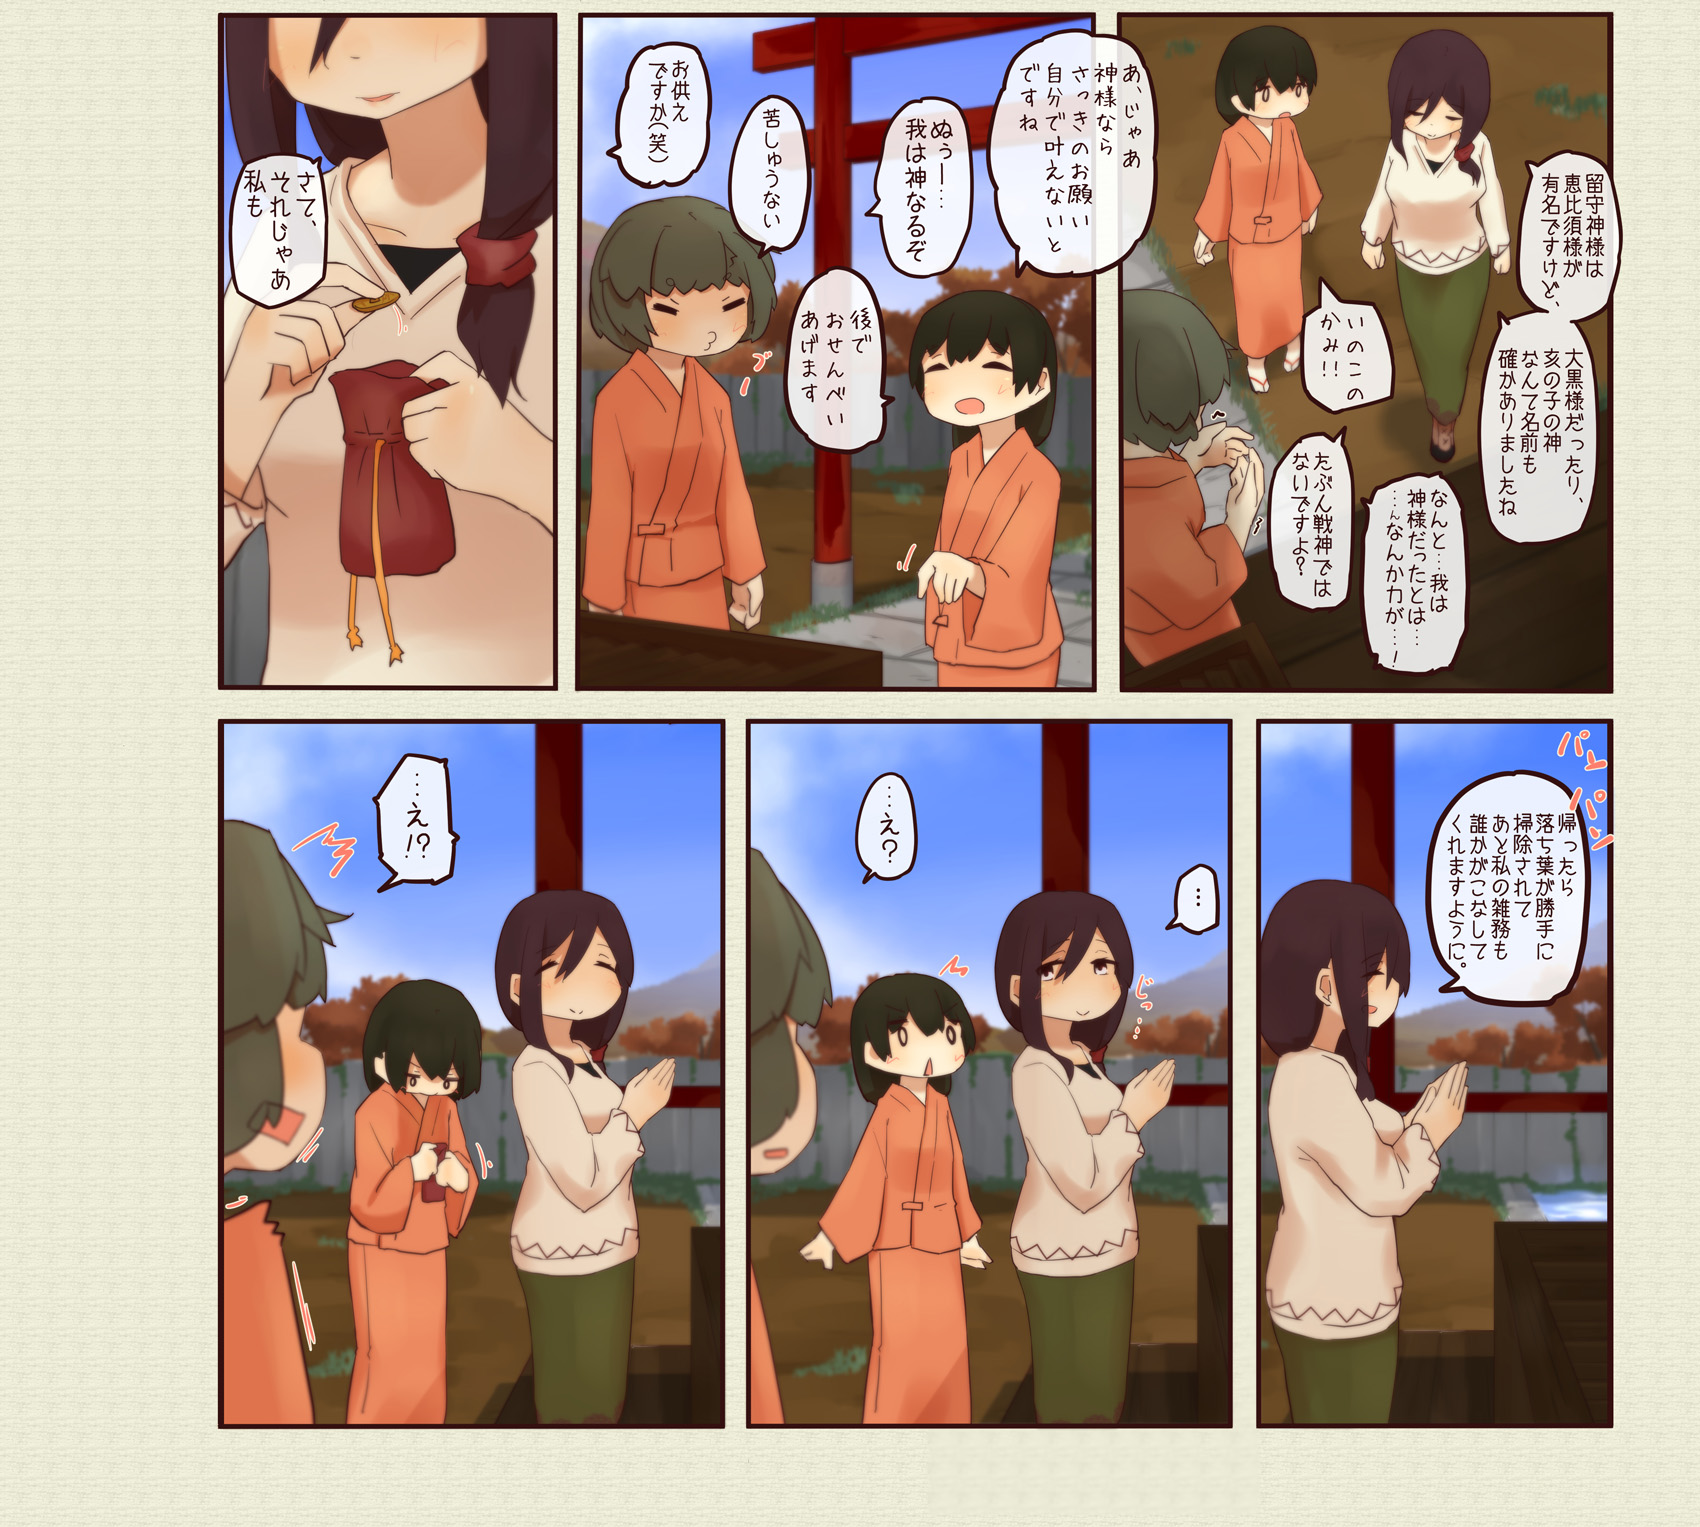 留守神様は
恵比須様が
有名ですけど、
大黒様だったり、
亥の子の神
なんて名前も
確かありましたね
いのこの
かみ!!
なんと…我は
神様だったとは…
…んなんか力が…!
たぶん戦神では
ないですよ?
あ、じゃあ
神様なら
さっきのお願い
自分で叶えないと
ですね
ぬぅー…
我は神なるぞ
苦しゅうない
お供え
ですか(笑)
後で
おせんべい
あげます
さて、
それじゃあ
私も
パン
パン
帰ったら
落ち葉が勝手に
掃除されて
あと私の雑務も
誰かがこなして
くれますように。
…
じっ…
……え?
……え!?